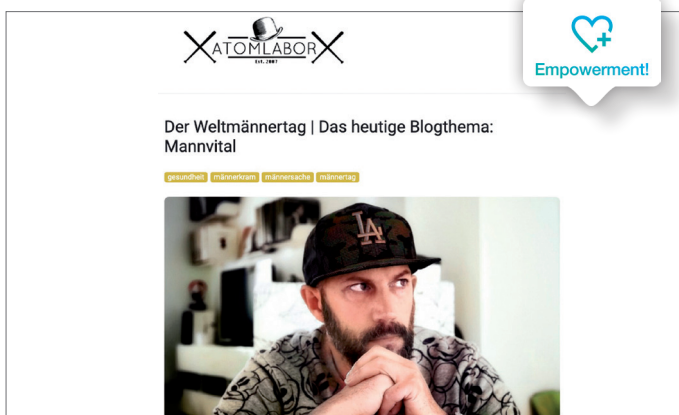 ATOMLABOR
Est. 2007
Empowerment!
Der Weltmännertag | Das heutige Blogthema:
Mannvital
gesundheit männerkram männersache männertag
LA